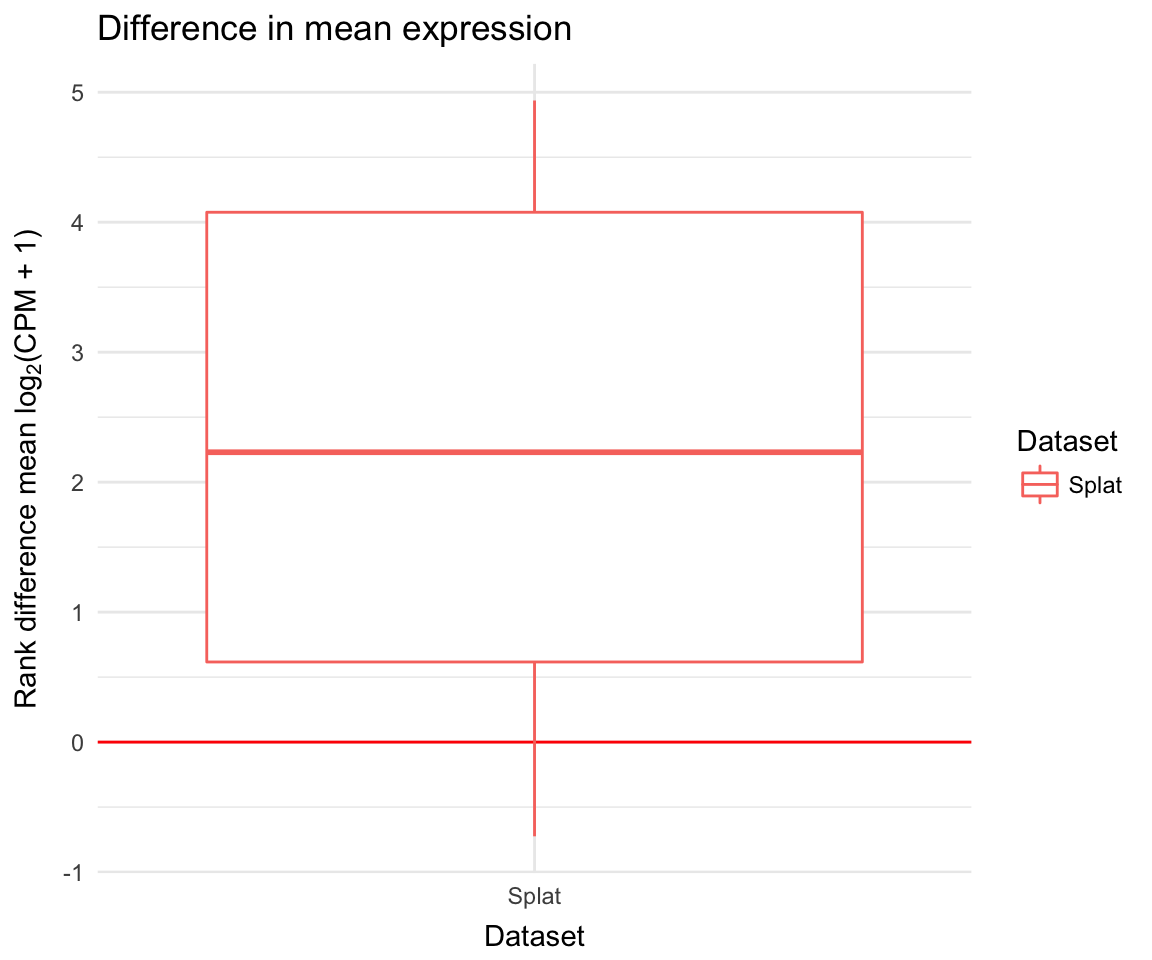 Difference in mean expression
Rank difference mean log₂(CPM + 1)
5
4
3
2
1
0
-1
Splat
Dataset
Dataset
Splat